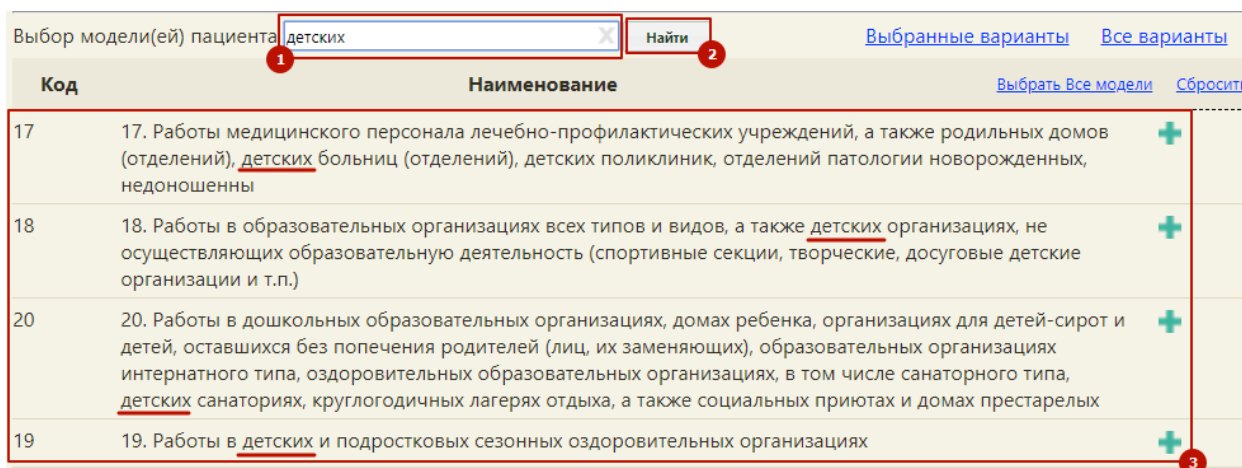 Выбор модели(ей) пациента детских X Найти Выбранные варианты Все варианты
1 2
Код Наименование Выбрать Все модели Сбросить
17 17. Работы медицинского персонала лечебно-профилактических учреждений, а также родильных домов
(отделений), детских больниц (отделений), детских поликлиник, отделений патологии новорожденных,
недоношенны
18 18. Работы в образовательных организациях всех типов и видов, а также детских организациях, не
осуществляющих образовательную деятельность (спортивные секции, творческие, досуговые детские
организации и т.п.)
20 20. Работы в дошкольных образовательных организациях, домах ребенка, организациях для детей-сирот и
детей, оставшихся без попечения родителей (лиц, их заменяющих), образовательных организациях
интернатного типа, оздоровительных образовательных организациях, в том числе санаторного типа,
детских санаториях, круглогодичных лагерях отдыха, а также социальных приютах и домах престарелых
19 19. Работы в детских и подростковых сезонных оздоровительных организациях
3